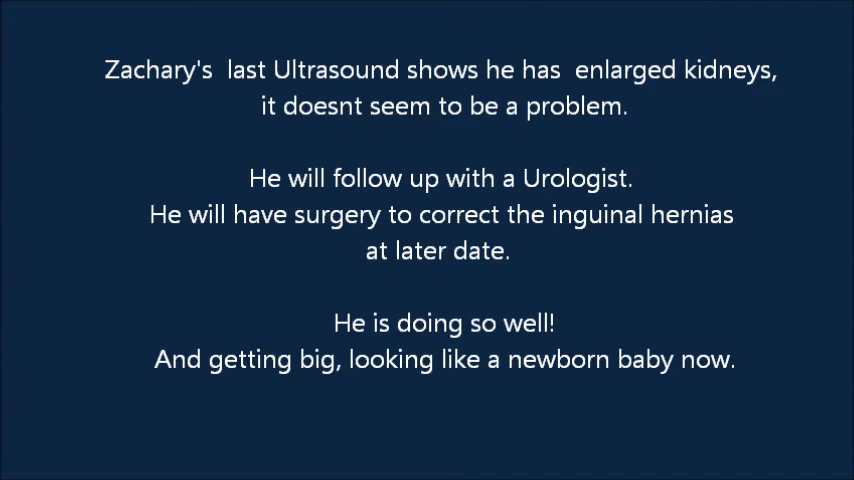 Zachary's  last Ultrasound shows he has  enlarged kidneys,
it doesnt seem to be a problem.
He will follow up with a Urologist.
He will have surgery to correct the inguinal hernias
at later date.
He is doing so well!
And getting big, looking like a newborn baby now.